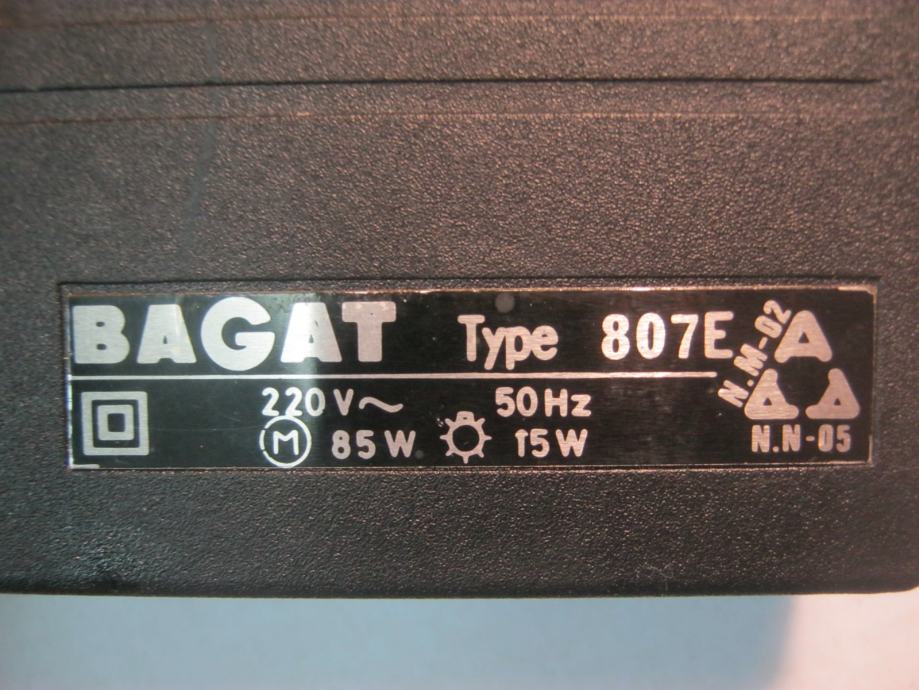 BAGAT Type 807E
N.M-02
220V~ 50Hz
M 85W 15W
N.N-05